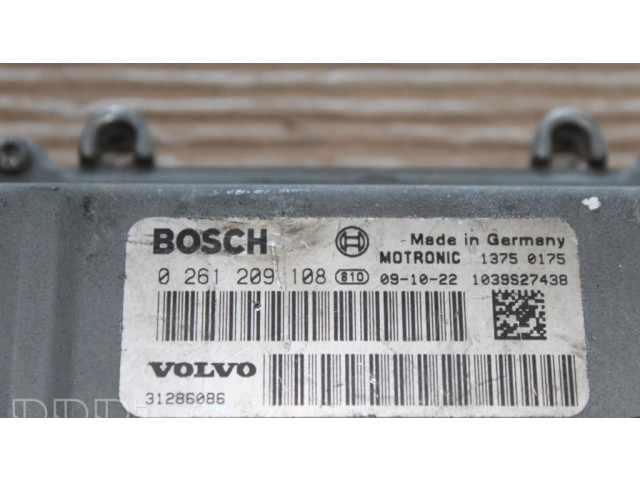 BOSCH Made in Germany
MOTRONIC 1375 0175
0 261 209 108 810 09-10-22 1039S27438
VOLVO
31286086